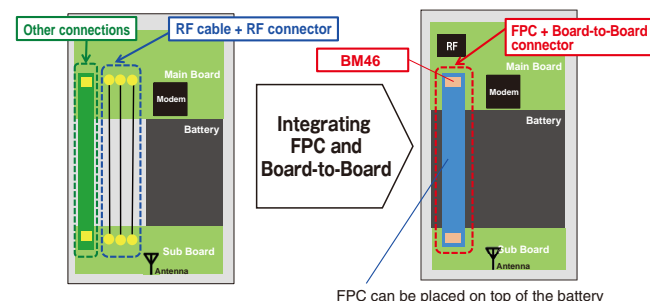 Other connections
RF cable + RF connector
Main Board
Modem
Battery
Sub Board
Antenna
Integrating
FPC and
Board-to-Board
FPC + Board-to-Board
connector
BM46
RF
Main Board
Modem
Battery
Sub Board
Antenna
FPC can be placed on top of the battery